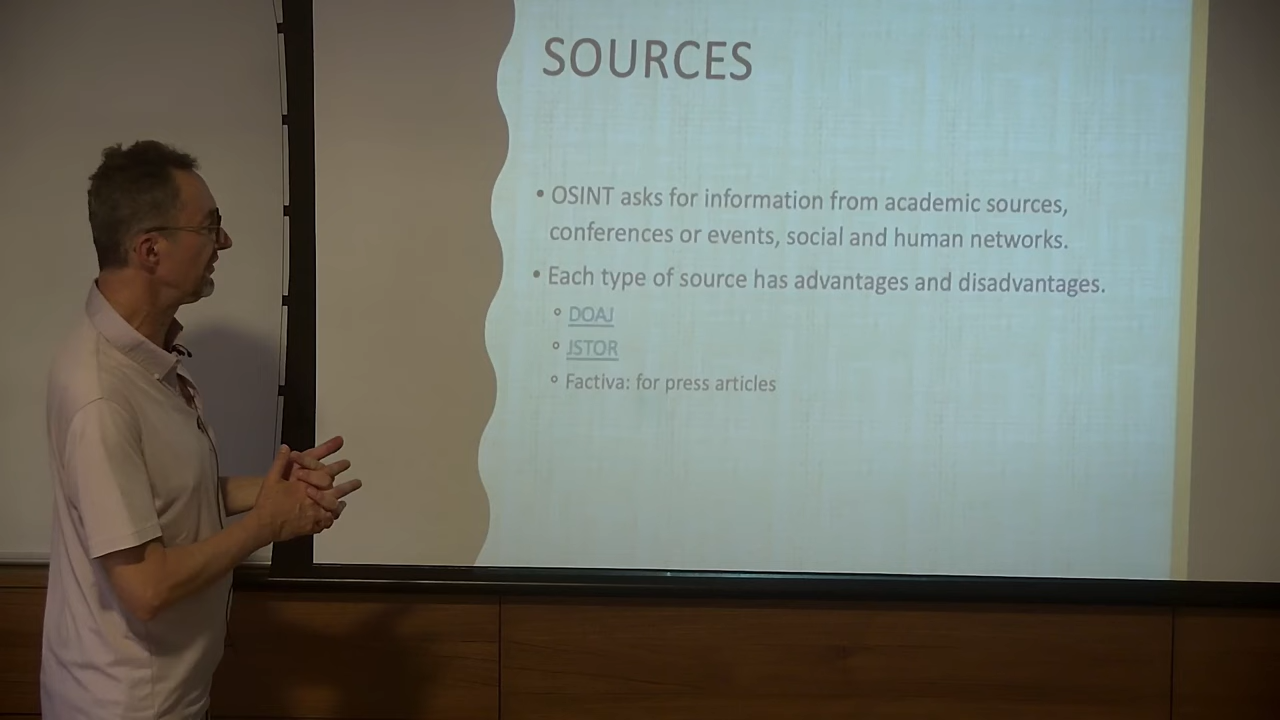 SOURCES
• OSINT asks for information from academic sources,
conferences or events, social and human networks.
• Each type of source has advantages and disadvantages.
◦ DOAJ
◦ JSTOR
◦ Factiva: for press articles